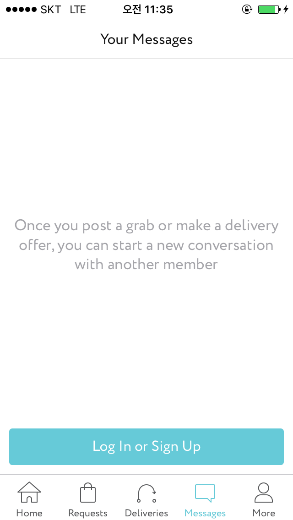 SKT LTE 오전 11:35
Your Messages
Once you post a grab or make a delivery
offer, you can start a new conversation
with another member
Log In or Sign Up
Home Requests Deliveries Messages More